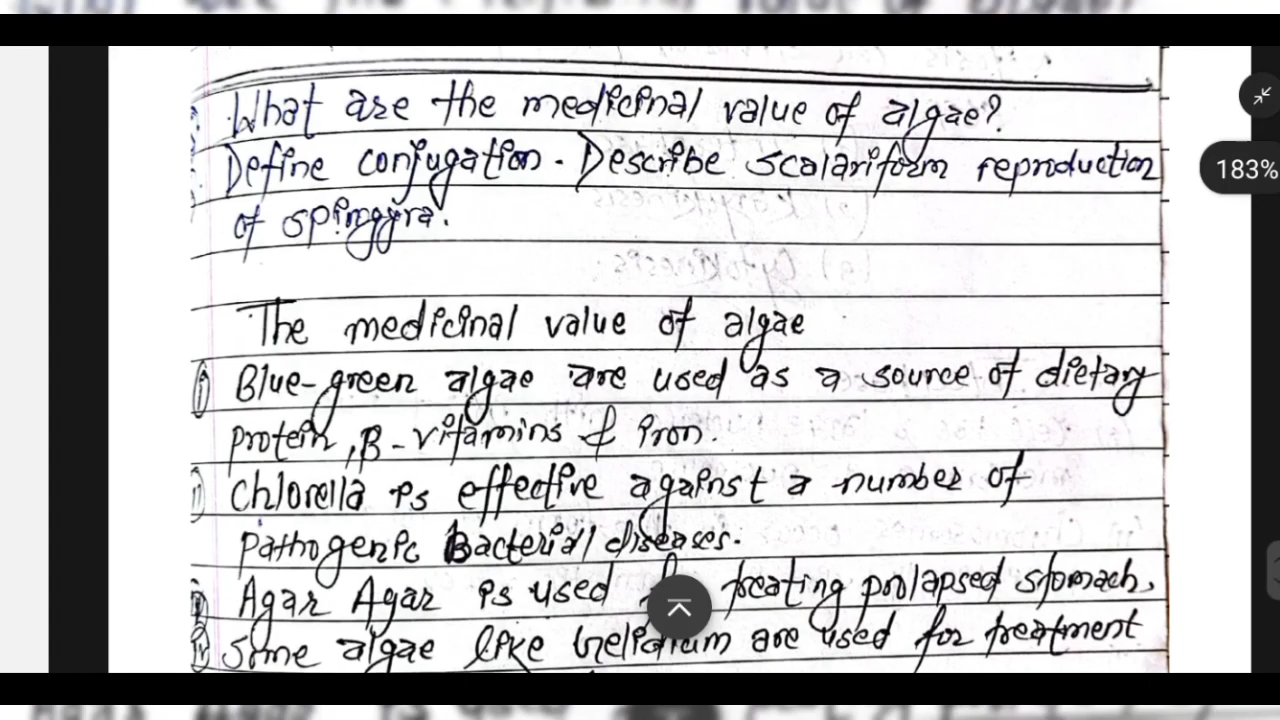 What are the medicinal value of algae?
Define conjugation. Describe scalariform reproduction
of spirogyra.
183%
The medicinal value of algae
(i) Blue-green algae are used as a source of dietary
protein, B-vitamins & iron.
(ii) Chlorella is effective against a number of
pathogenic Bacterial diseases.
(iii) Agar Agar is used treating prolapsed stomach.
(iv) Some algae like Gelidium are used for treatment